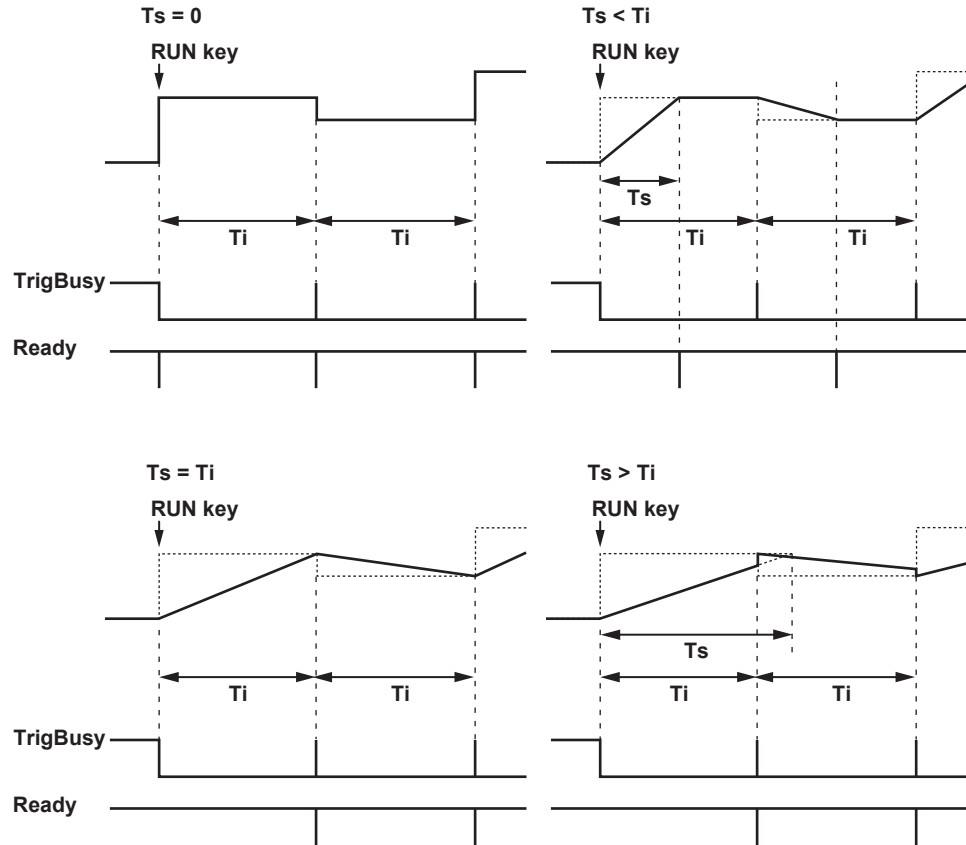 Ts = 0
RUN key
Ts < Ti
RUN key
Ts
Ti
Ti
Ti
Ti
TrigBusy
Ready
Ts = Ti
RUN key
Ts > Ti
RUN key
Ts
Ti
Ti
Ti
Ti
TrigBusy
Ready